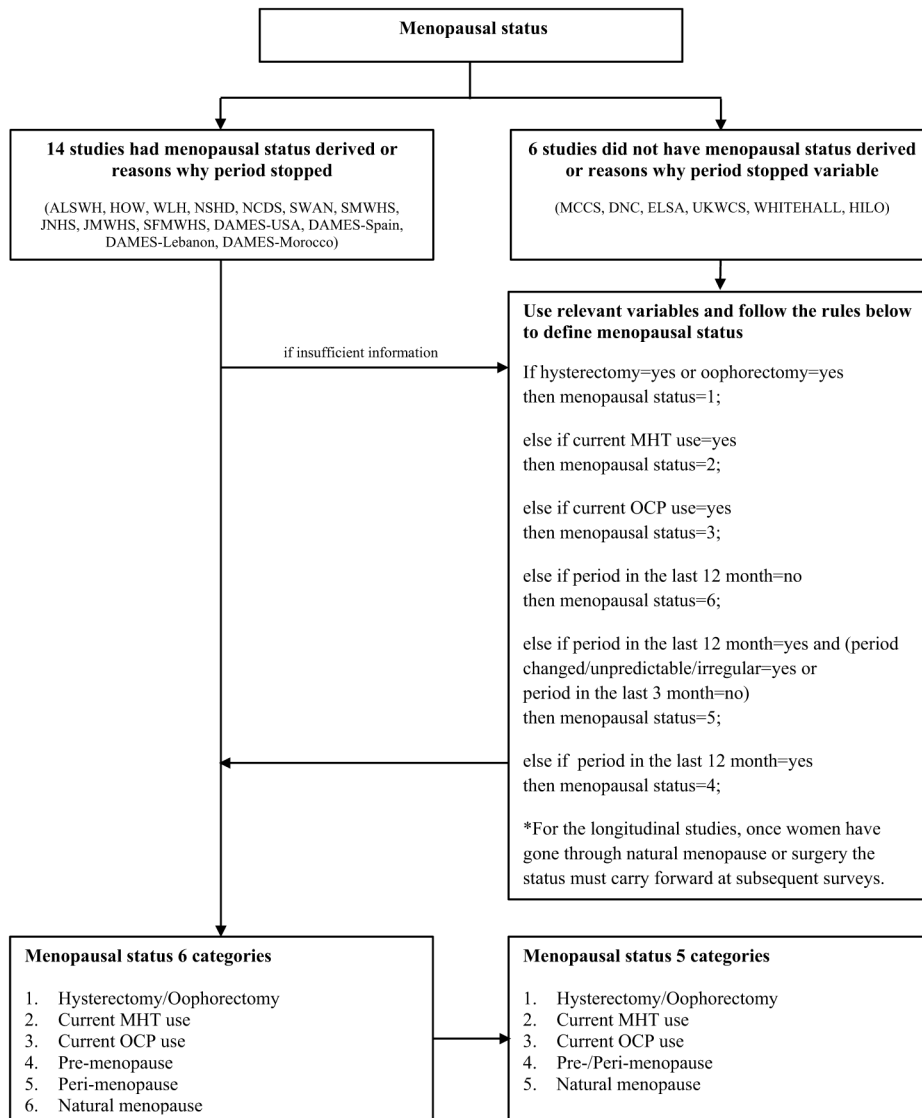 Menopausal status
14 studies had menopausal status derived or
reasons why period stopped
(ALSWH, HOW, WLH, NSHD, NCDS, SWAN, SMWHS,
JNHS, JMWHS, SFMWHS, DAMES-USA, DAMES-Spain,
DAMES-Lebanon, DAMES-Morocco)
6 studies did not have menopausal status derived
or reasons why period stopped variable
(MCCS, DNC, ELSA, UKWCS, WHITEHALL, HILO)
if insufficient information
Use relevant variables and follow the rules below
to define menopausal status
If hysterectomy=yes or oophorectomy=yes
then menopausal status=1;
else if current MHT use=yes
then menopausal status=2;
else if current OCP use=yes
then menopausal status=3;
else if period in the last 12 month=no
then menopausal status=6;
else if period in the last 12 month=yes and (period
changed/unpredictable/irregular=yes or
period in the last 3 month=no)
then menopausal status=5;
else if  period in the last 12 month=yes
then menopausal status=4;
*For the longitudinal studies, once women have
gone through natural menopause or surgery the
status must carry forward at subsequent surveys.
Menopausal status 6 categories
1. Hysterectomy/Oophorectomy
2. Current MHT use
3. Current OCP use
4. Pre-menopause
5. Peri-menopause
6. Natural menopause
Menopausal status 5 categories
1. Hysterectomy/Oophorectomy
2. Current MHT use
3. Current OCP use
4. Pre-/Peri-menopause
5. Natural menopause